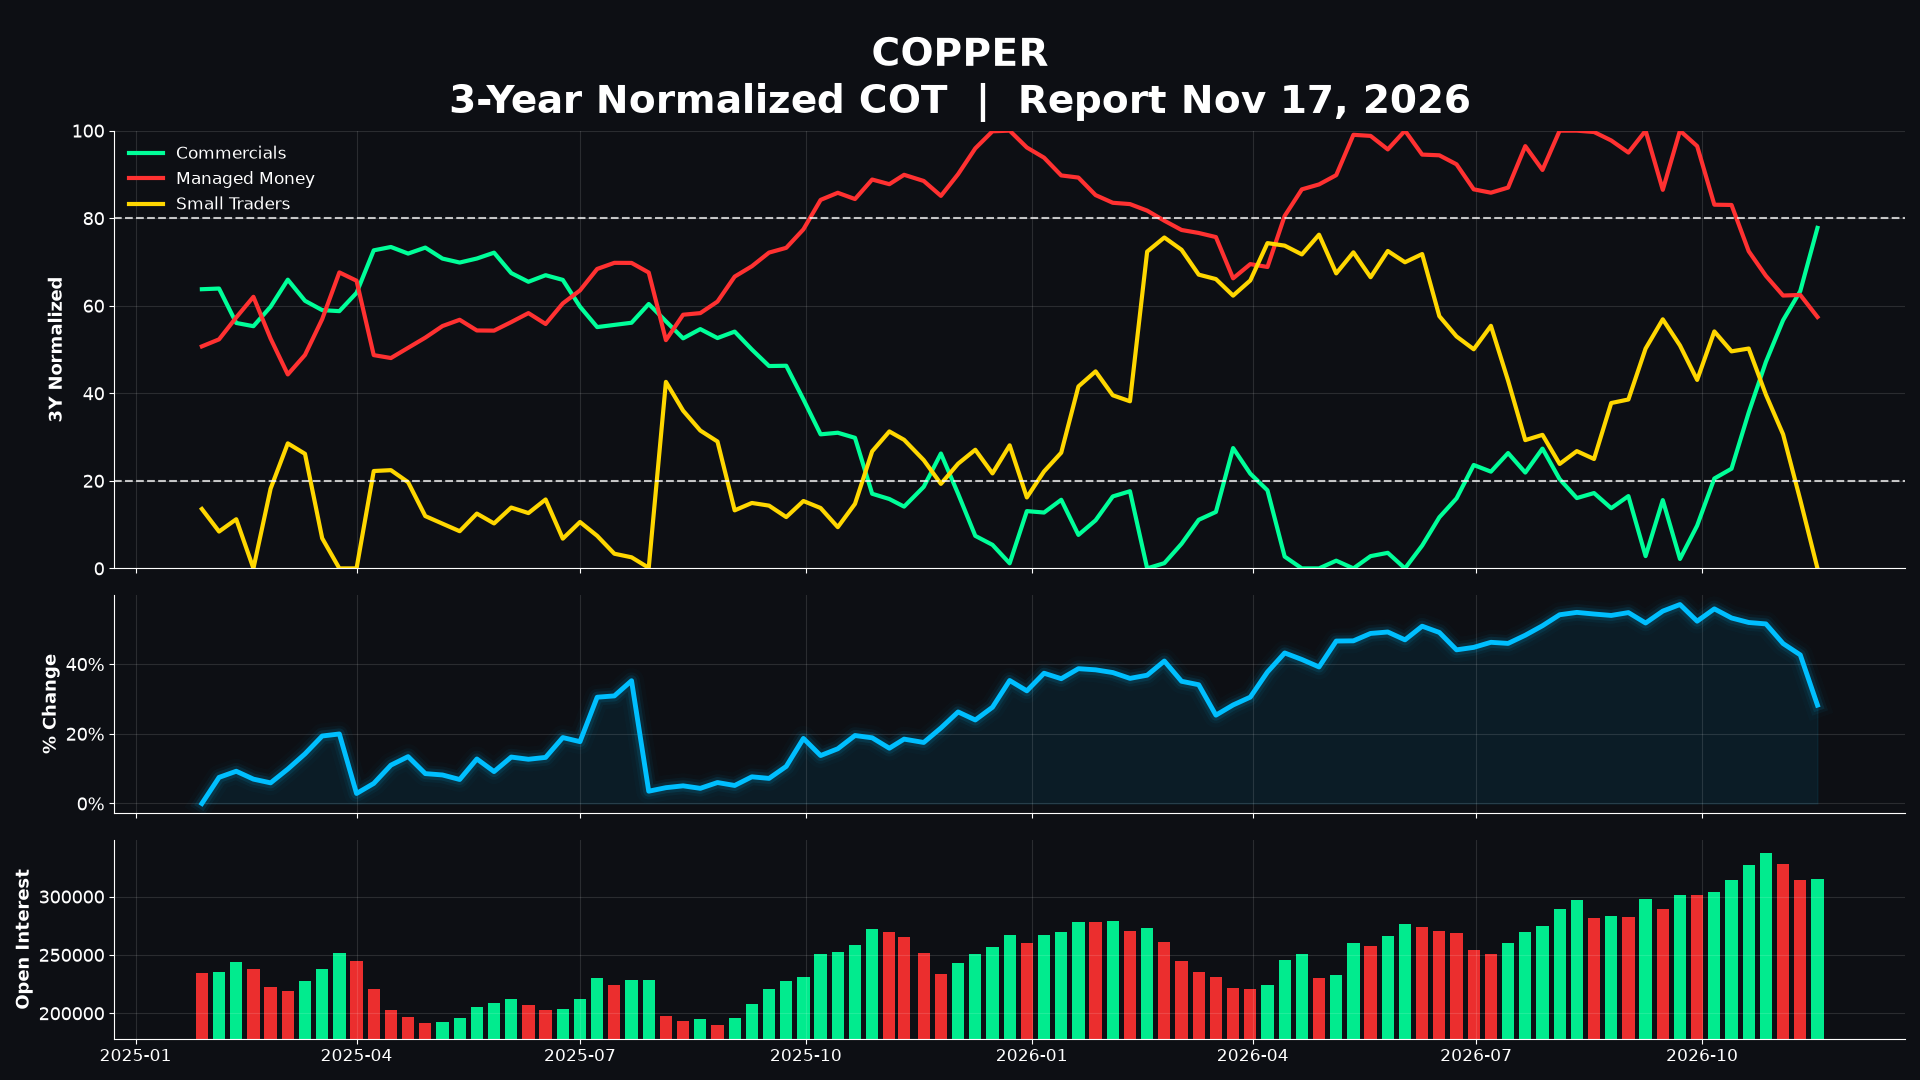 COPPER
3-Year Normalized COT | Report Nov 17, 2026
3Y Normalized
100
80
60
40
20
0
Commercials
Managed Money
Small Traders
% Change
40%
20%
0%
Open Interest
300000
250000
200000
2025-01
2025-04
2025-07
2025-10
2026-01
2026-04
2026-07
2026-10